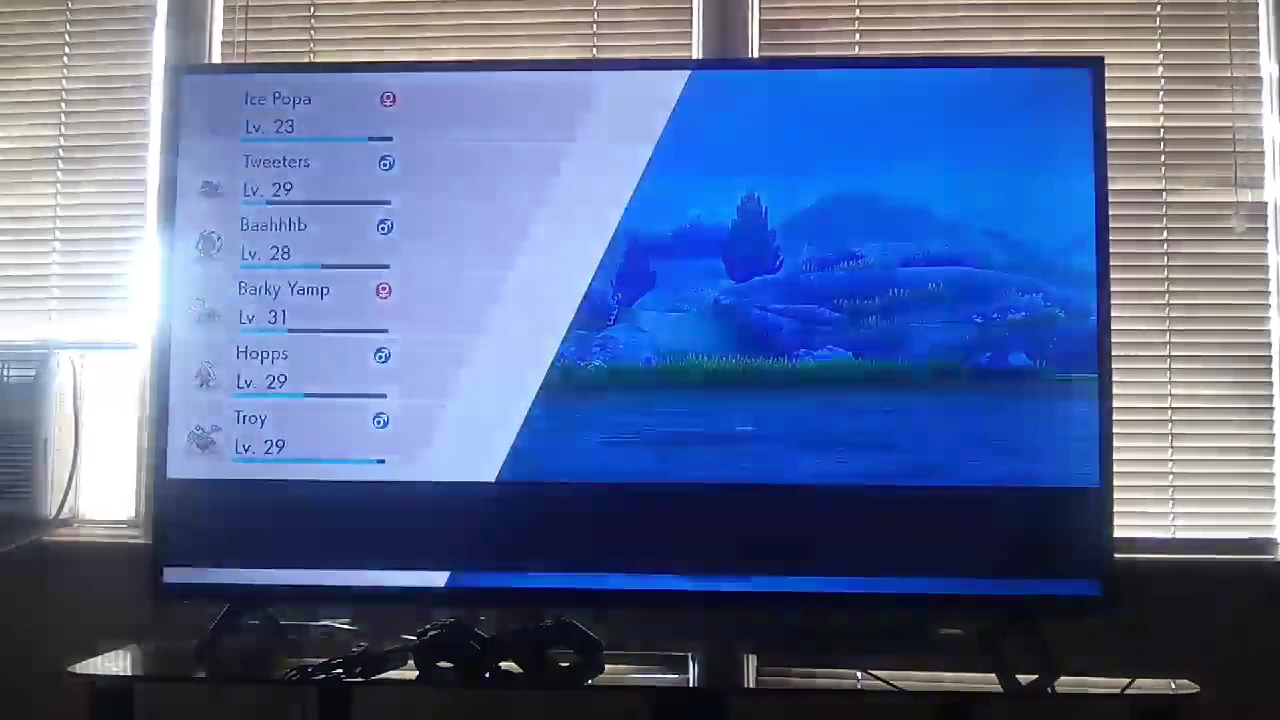 Ice Popa
Lv. 23
Tweeters
Lv. 29
Baahhhb
Lv. 28
Barky Yamp
Lv. 31
Hopps
Lv. 29
Troy
Lv. 29